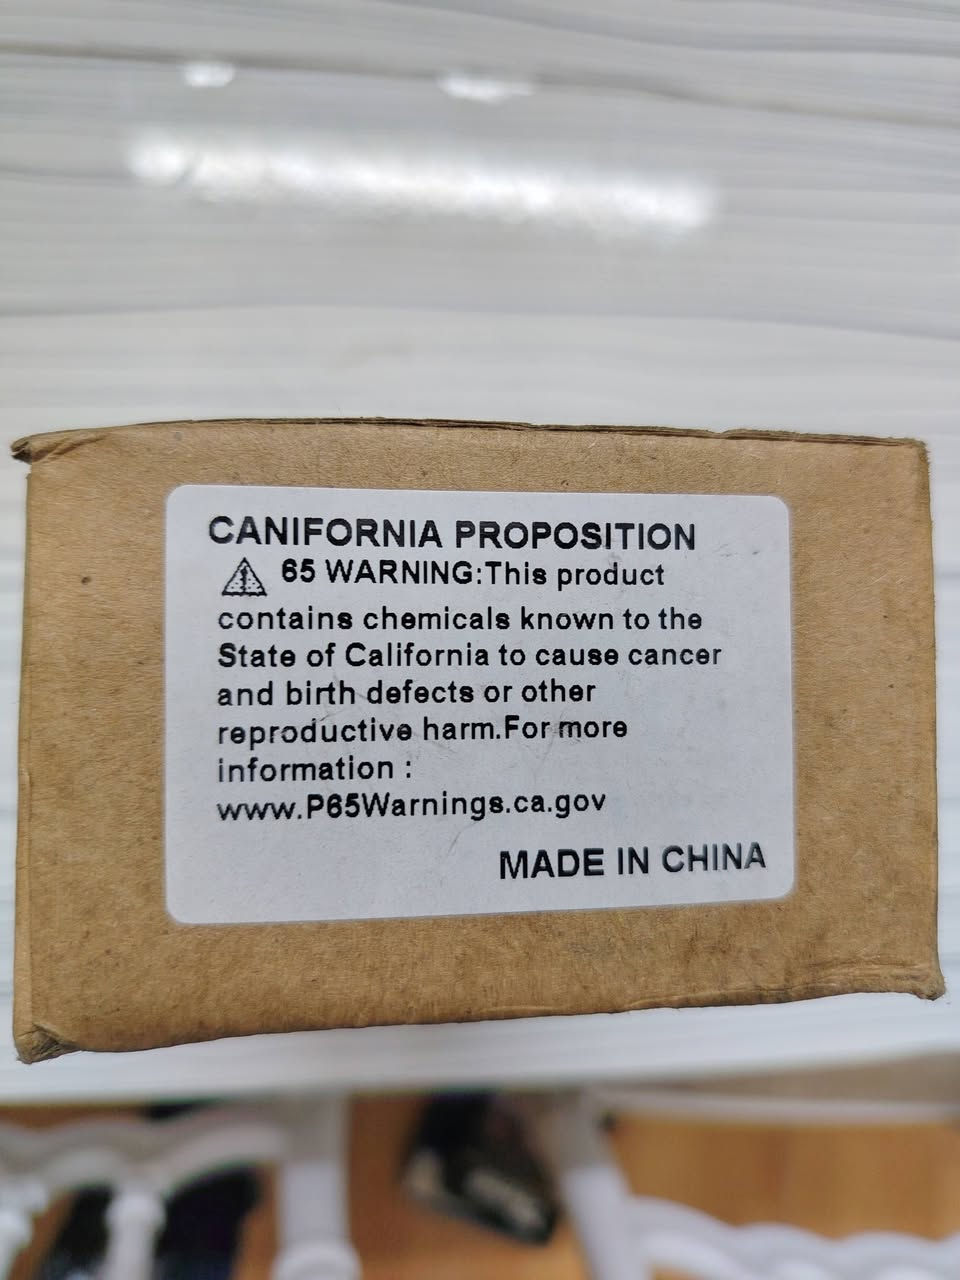 CANIFORNIA PROPOSITION
65 WARNING:This product
contains chemicals known to the
State of California to cause cancer
and birth defects or other
reproductive harm.For more
information :
www.P65Warnings.ca.gov
MADE IN CHINA